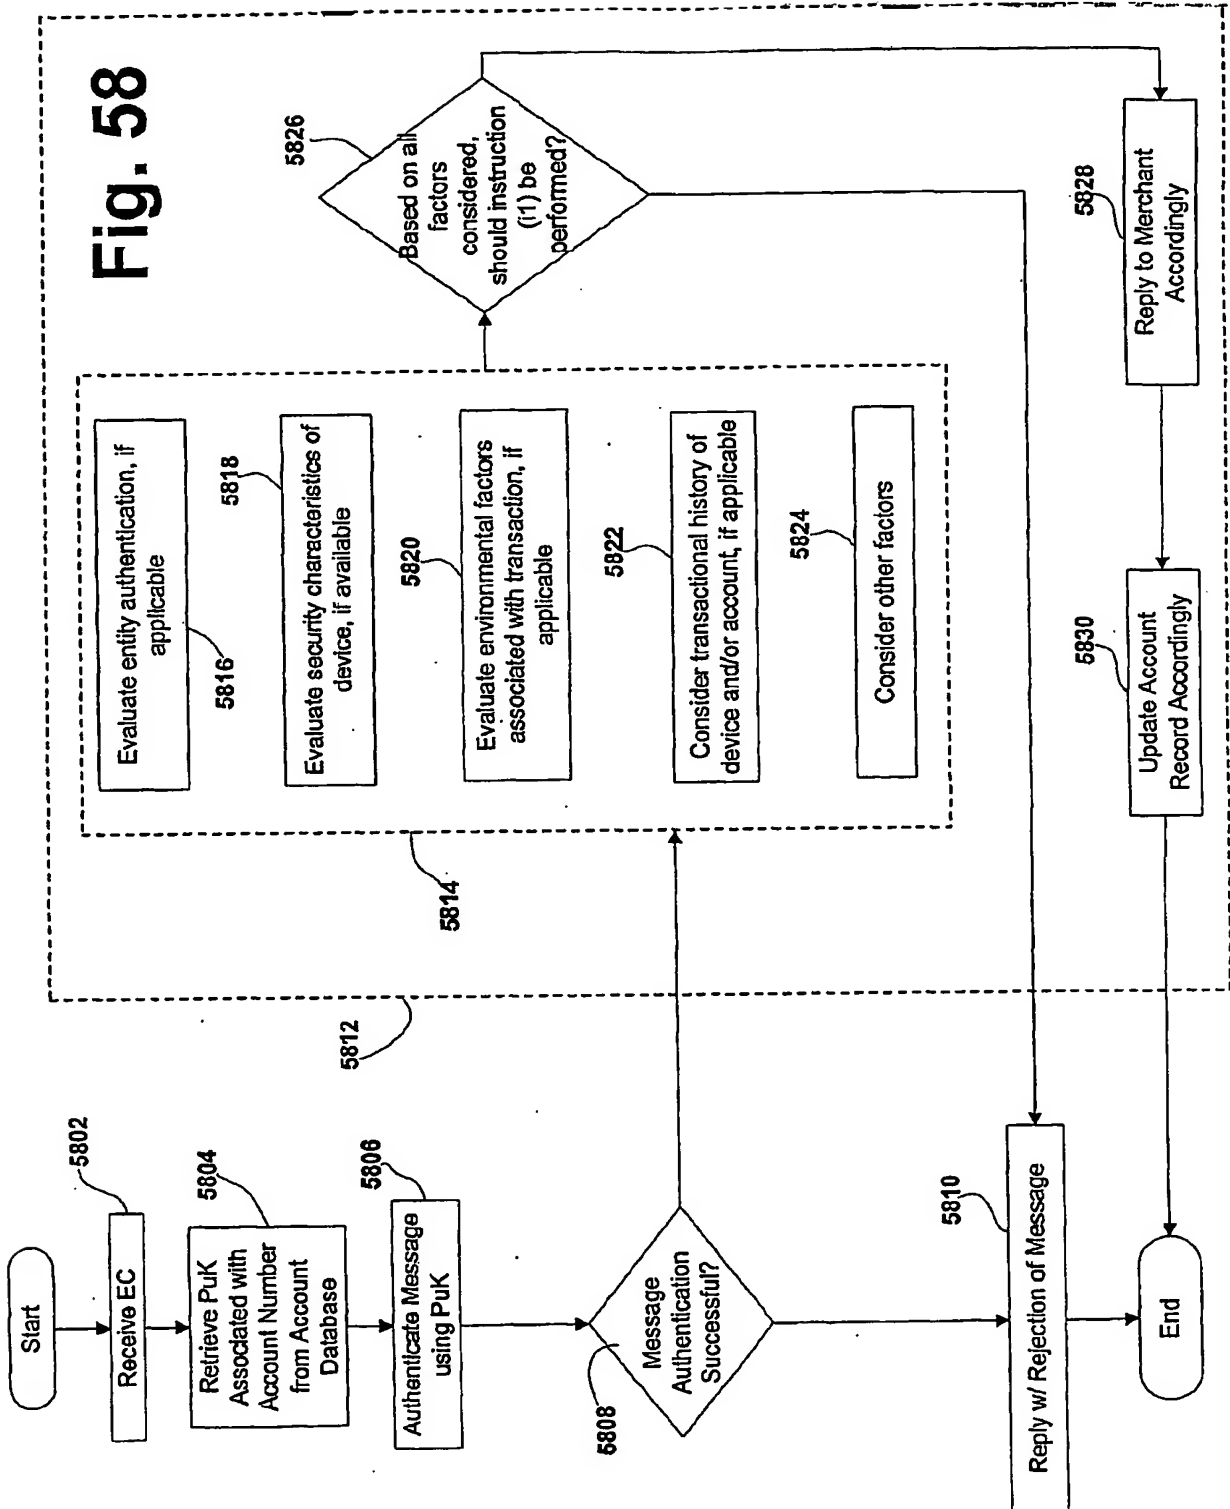 Fig. 58
Start
Receive EC
5802
Retrieve PuK
Associated with
Account Number
from Account
Database
5804
Authenticate Message
using PuK
5806
Message
Authentication
Successful?
5808
Reply w/ Rejection of Message
5810
End
5812
5814
Evaluate entity authentication, if
applicable
5816
Evaluate security characteristics of
device, if available
5818
Evaluate environmental factors
associated with transaction, if
applicable
5820
Consider transactional history of
device and/or account, if applicable
5822
Consider other factors
5824
Based on all
factors
considered,
should instruction
(i1) be
performed?
5826
Reply to Merchant
Accordingly
5828
Update Account
Record Accordingly
5830